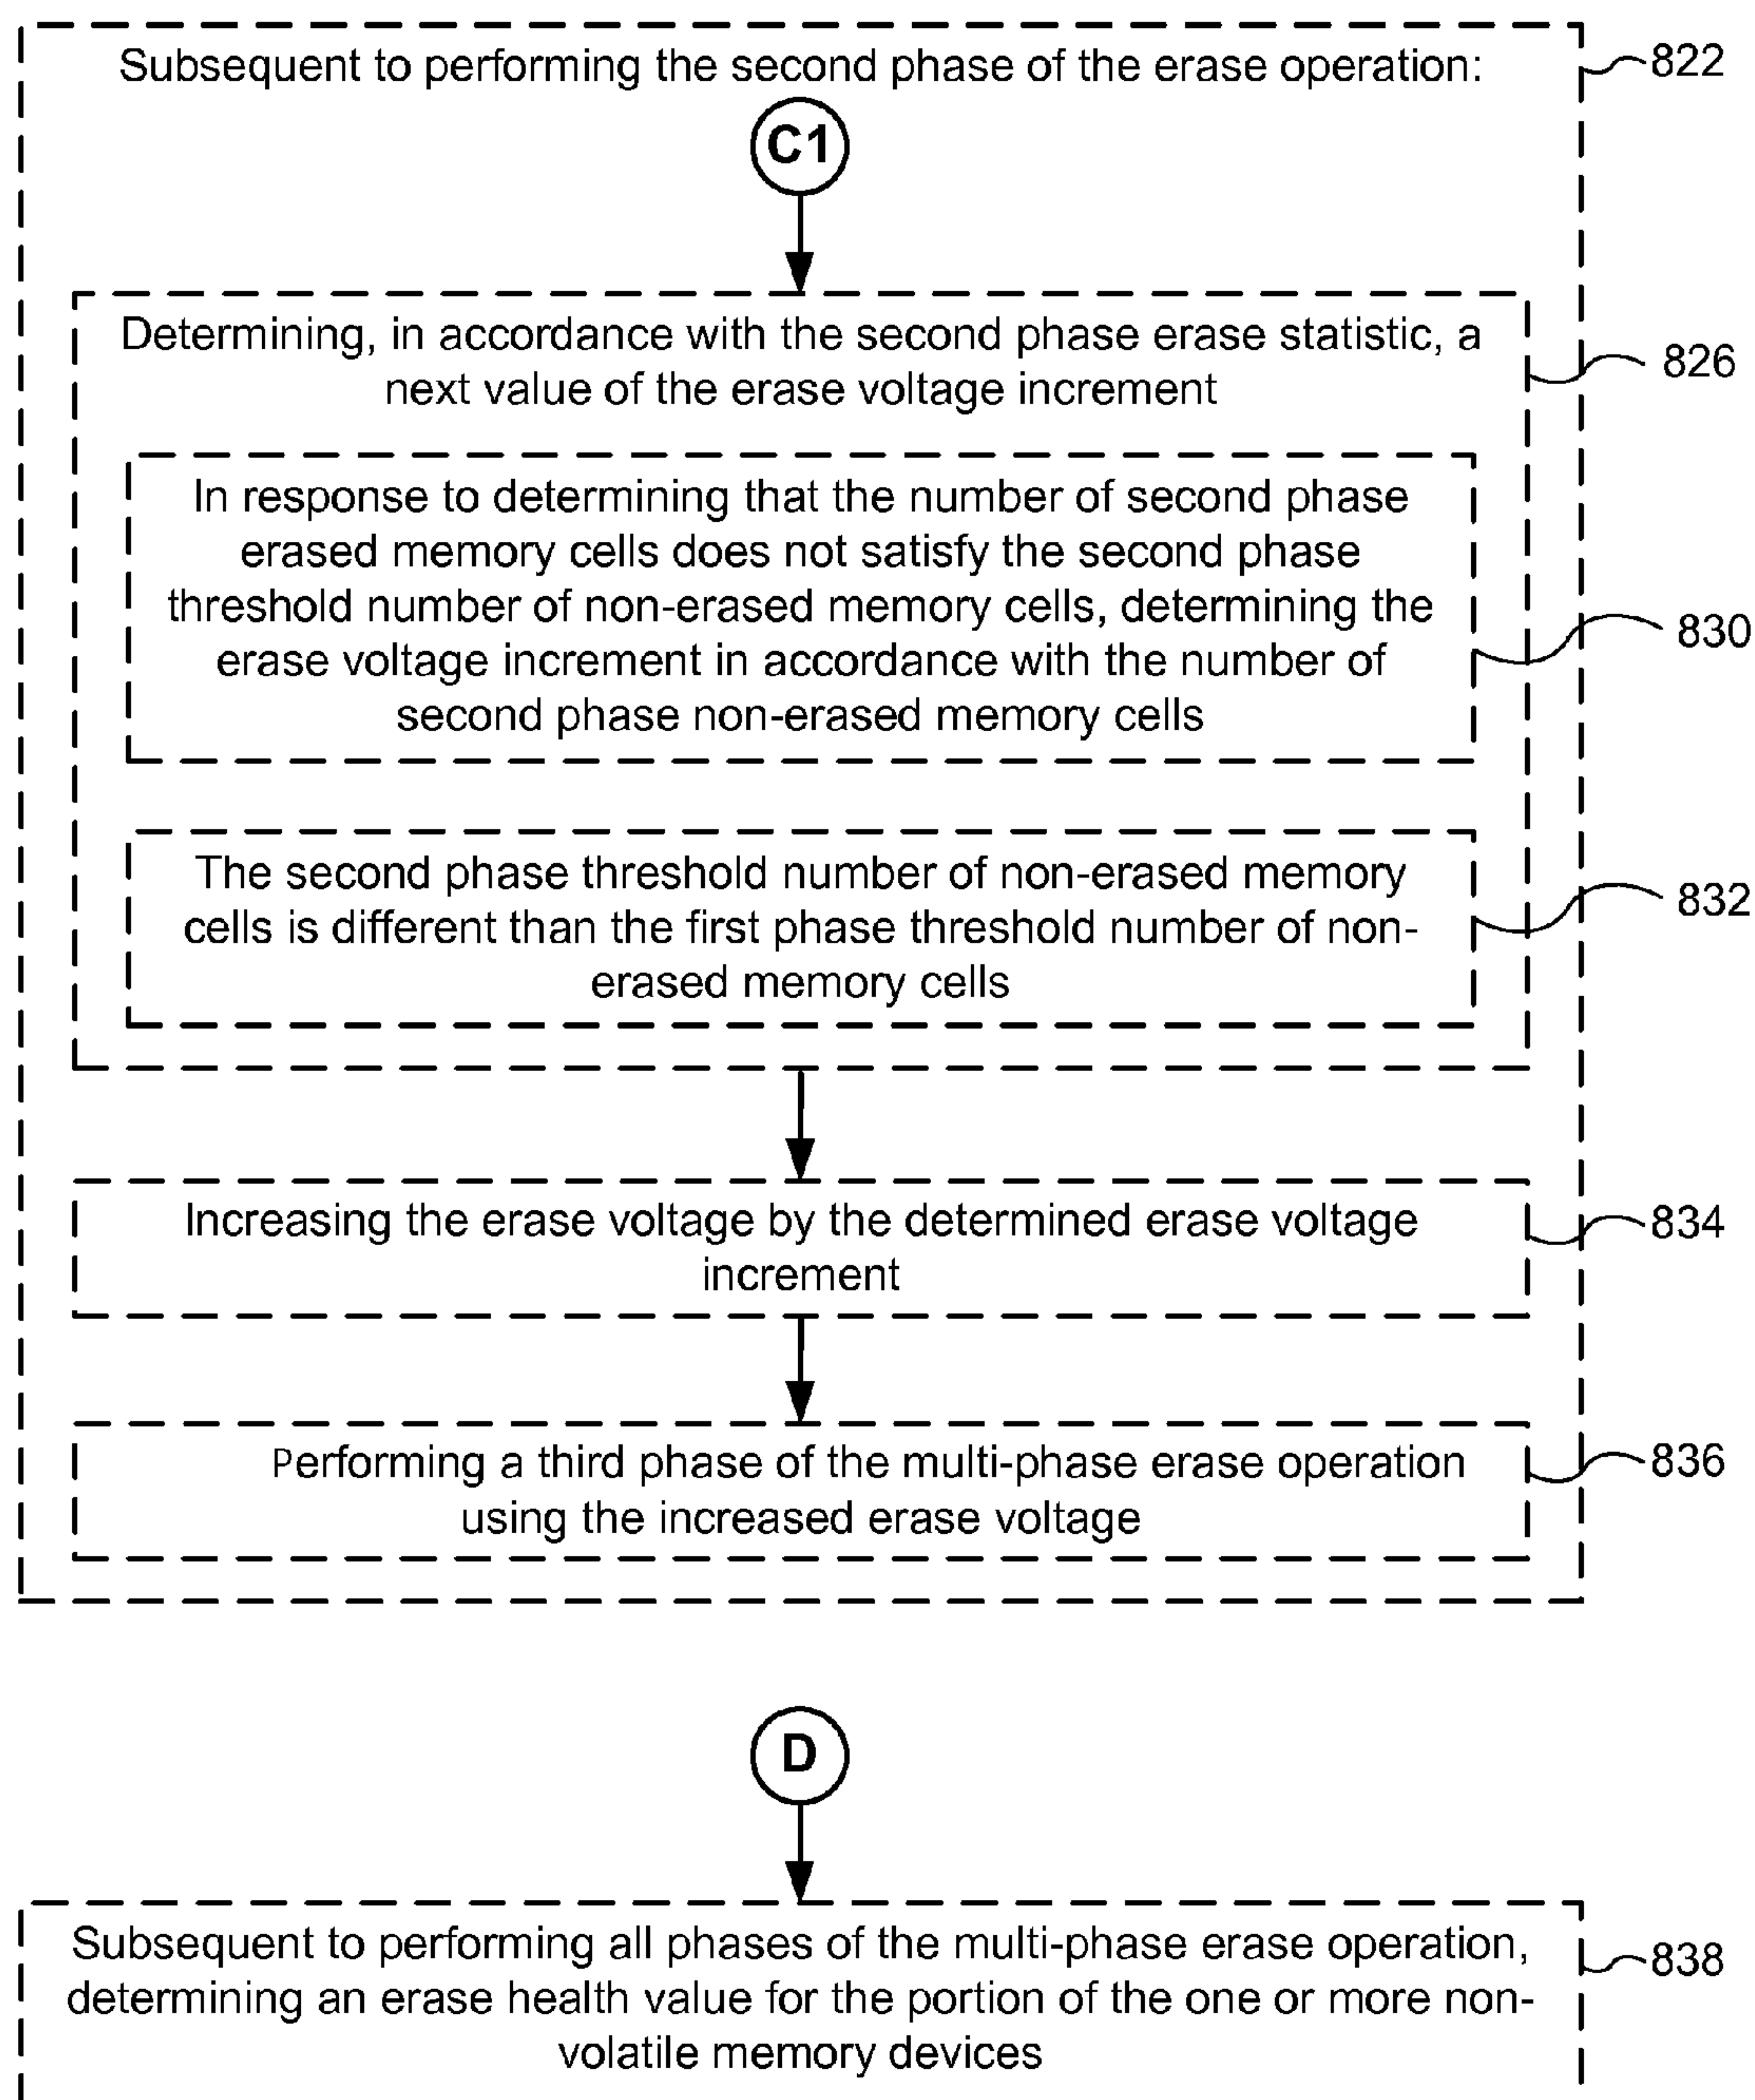 Subsequent to performing the second phase of the erase operation:
822
C1
Determining, in accordance with the second phase erase statistic, a
next value of the erase voltage increment
826
In response to determining that the number of second phase
erased memory cells does not satisfy the second phase
threshold number of non-erased memory cells, determining the
erase voltage increment in accordance with the number of
second phase non-erased memory cells
830
The second phase threshold number of non-erased memory
cells is different than the first phase threshold number of non-
erased memory cells
832
Increasing the erase voltage by the determined erase voltage
increment
834
Performing a third phase of the multi-phase erase operation
using the increased erase voltage
836
D
Subsequent to performing all phases of the multi-phase erase operation,
determining an erase health value for the portion of the one or more non-
volatile memory devices
838